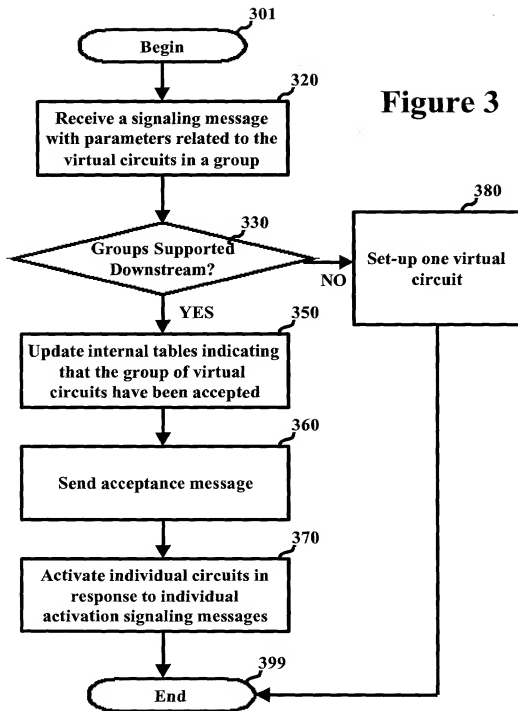 301
Begin
320
Receive a signaling message
with parameters related to the
virtual circuits in a group
Figure 3
330
Groups Supported
Downstream?
NO
YES
380
Set-up one virtual
circuit
350
Update internal tables indicating
that the group of virtual
circuits have been accepted
360
Send acceptance message
370
Activate individual circuits in
response to individual
activation signaling messages
399
End